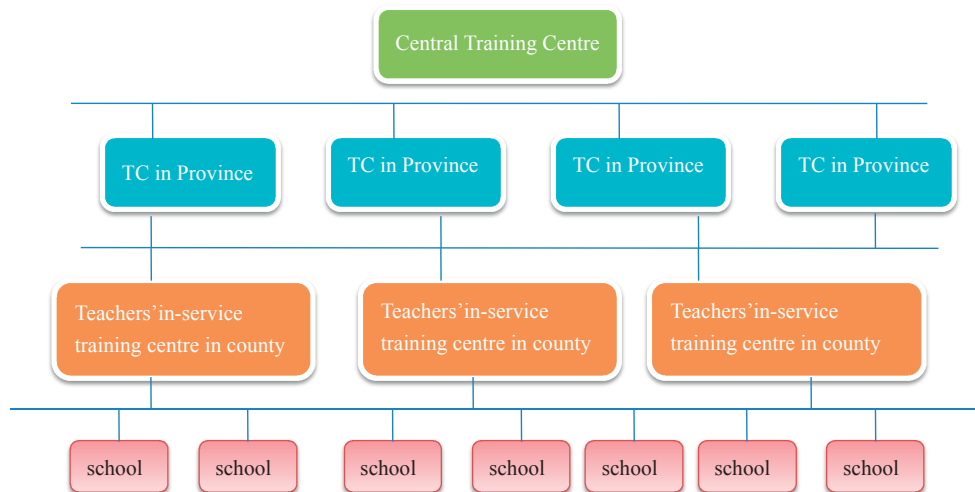 Central Training Centre
TC in Province
TC in Province
TC in Province
TC in Province
Teachers’in-service
training centre in county
Teachers’in-service
training centre in county
Teachers’in-service
training centre in county
school
school
school
school
school
school
school